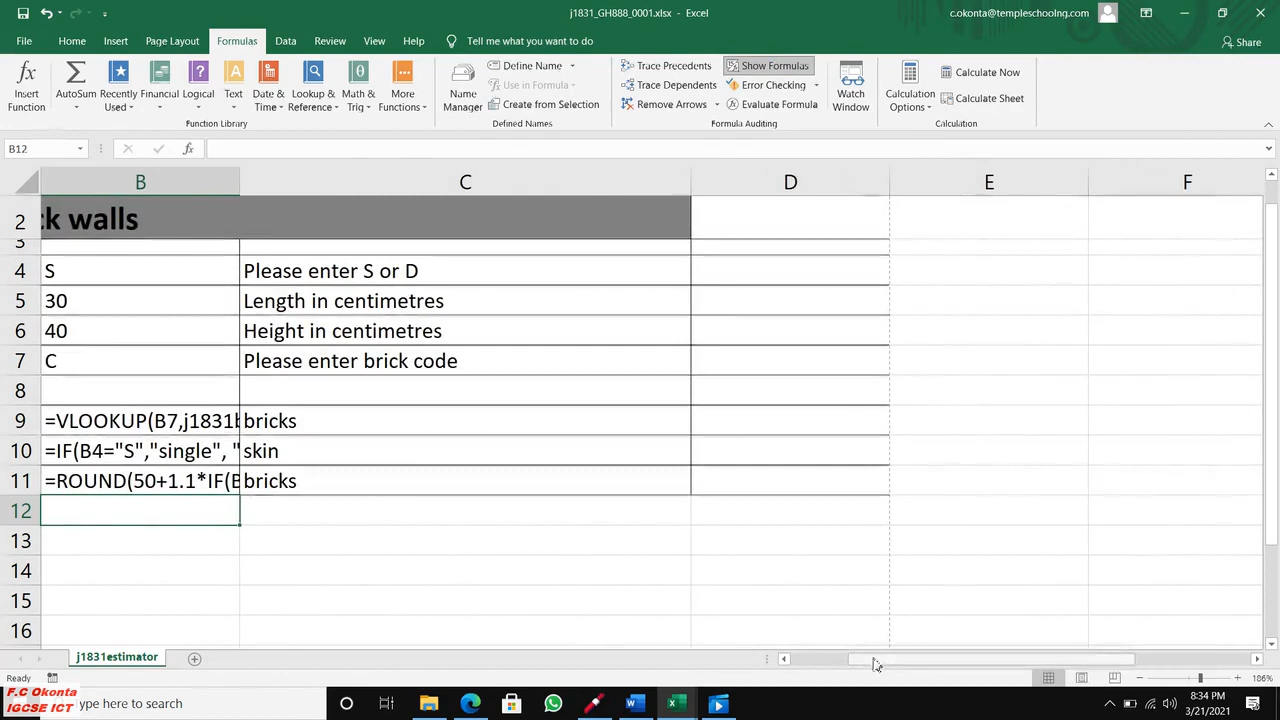 j1831_GH888_0001.xlsx - Excel
c.okonta@templeschoolng.com
File Home Insert Page Layout Formulas Data Review View Help Tell me what you want to do Share
Insert Function
AutoSum
Recently Used
Financial
Logical
Text
Date & Time
Lookup & Reference
Math & Trig
More Functions
Function Library
Name Manager
Define Name
Use in Formula
Create from Selection
Defined Names
Trace Precedents
Trace Dependents
Remove Arrows
Show Formulas
Error Checking
Evaluate Formula
Watch Window
Formula Auditing
Calculation Options
Calculate Now
Calculate Sheet
Calculation
B12 fx
B C D E F
2 ck walls
3
4 S Please enter S or D
5 30 Length in centimetres
6 40 Height in centimetres
7 C Please enter brick code
8
9 =VLOOKUP(B7,j1831b bricks
10 =IF(B4="S","single", " skin
11 =ROUND(50+1.1*IF(B bricks
12
13
14
15
16
j1831estimator
Ready
186%
F.C Okonta
IGCSE ICT
pe here to search
8:34 PM
3/21/2021